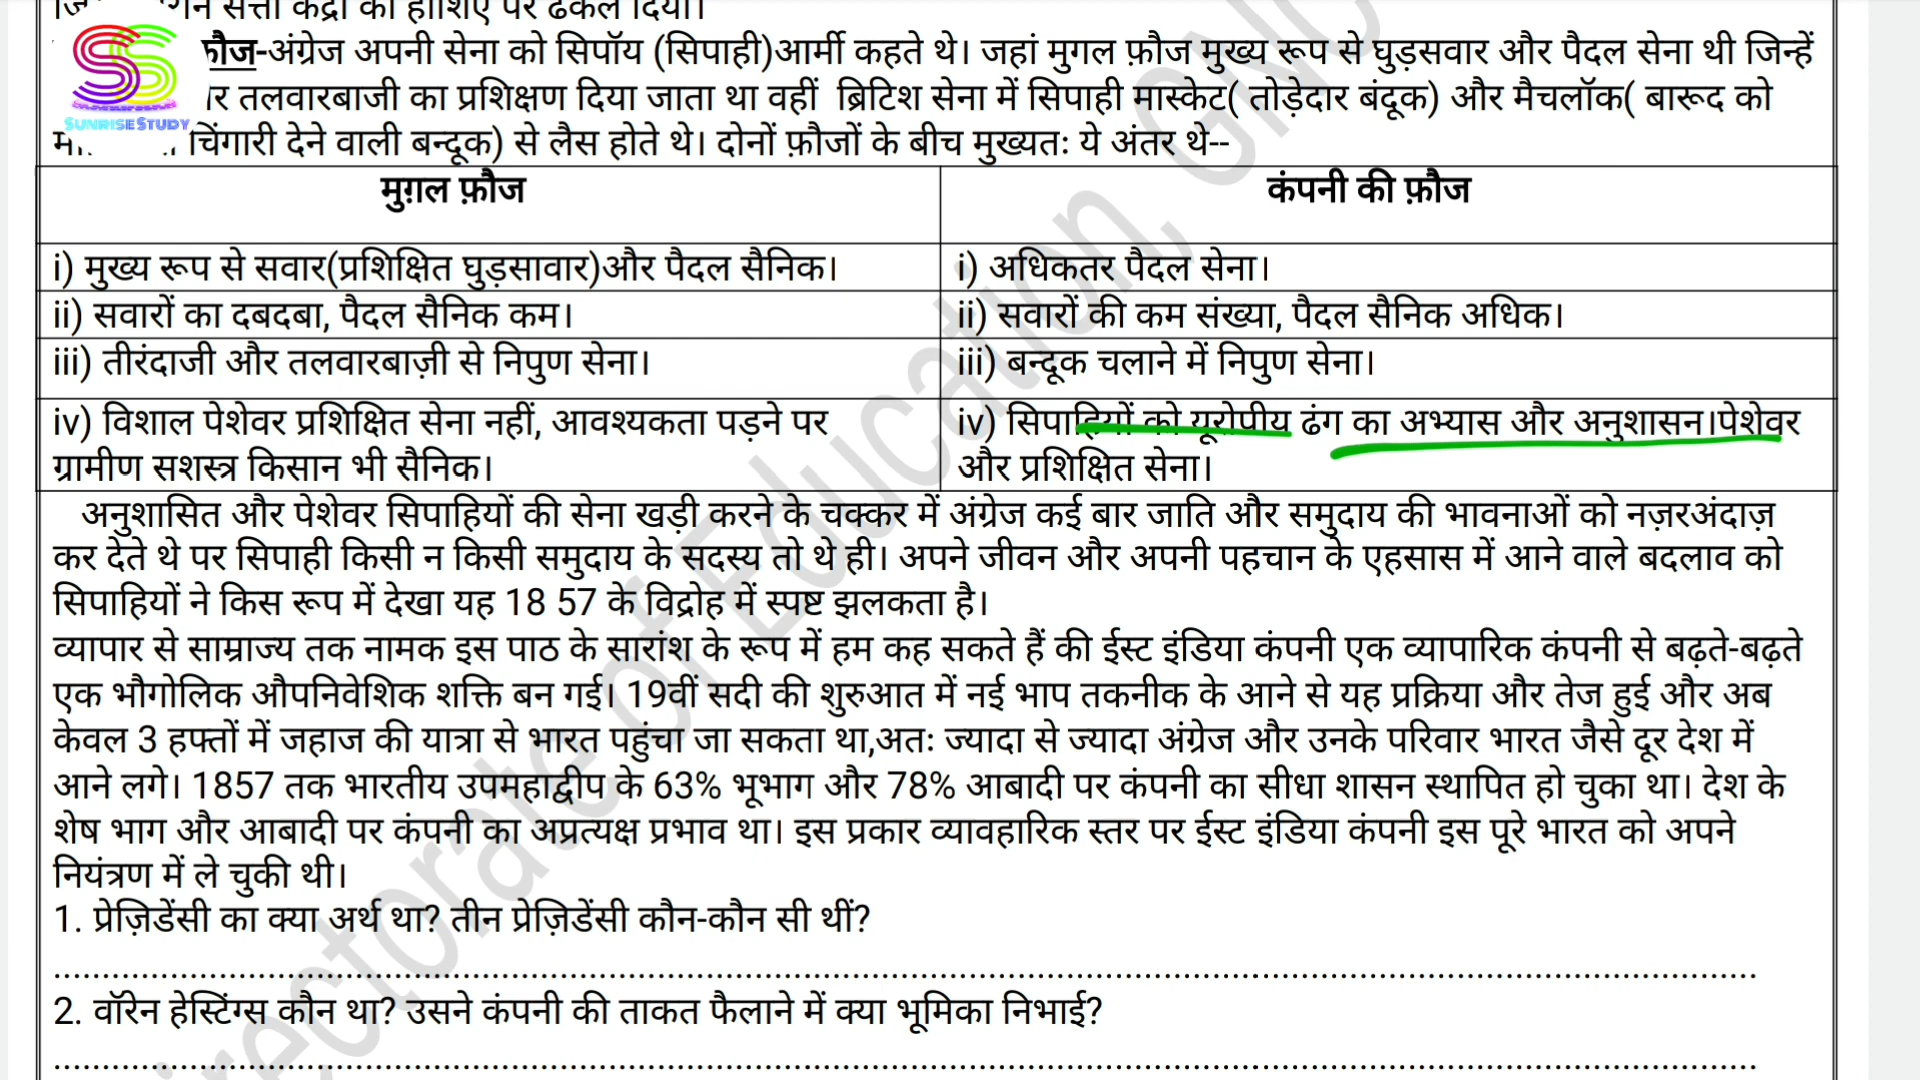 सत्ता केंद्रों को हाशिए पर ढकेल दिया।
फ़ौज-अंग्रेज अपनी सेना को सिपॉय (सिपाही)आर्मी कहते थे। जहां मुगल फ़ौज मुख्य रूप से घुड़सवार और पैदल सेना थी जिन्हें
तलवारबाजी का प्रशिक्षण दिया जाता था वहीं ब्रिटिश सेना में सिपाही मास्केट( तोड़ेदार बंदूक) और मैचलॉक( बारूद को
चिंगारी देने वाली बन्दूक) से लैस होते थे। दोनों फ़ौजों के बीच मुख्यतः ये अंतर थे--
SUNRISE STUDY
मुग़ल फ़ौज
कंपनी की फ़ौज
i) मुख्य रूप से सवार(प्रशिक्षित घुड़सावार)और पैदल सैनिक।
i) अधिकतर पैदल सेना।
ii) सवारों का दबदबा, पैदल सैनिक कम।
ii) सवारों की कम संख्या, पैदल सैनिक अधिक।
iii) तीरंदाजी और तलवारबाज़ी से निपुण सेना।
iii) बन्दूक चलाने में निपुण सेना।
iv) विशाल पेशेवर प्रशिक्षित सेना नहीं, आवश्यकता पड़ने पर
ग्रामीण सशस्त्र किसान भी सैनिक।
iv) सिपाहियों को यूरोपीय ढंग का अभ्यास और अनुशासन।पेशेवर
और प्रशिक्षित सेना।
अनुशासित और पेशेवर सिपाहियों की सेना खड़ी करने के चक्कर में अंग्रेज कई बार जाति और समुदाय की भावनाओं को नज़रअंदाज़
कर देते थे पर सिपाही किसी न किसी समुदाय के सदस्य तो थे ही। अपने जीवन और अपनी पहचान के एहसास में आने वाले बदलाव को
सिपाहियों ने किस रूप में देखा यह 18 57 के विद्रोह में स्पष्ट झलकता है।
व्यापार से साम्राज्य तक नामक इस पाठ के सारांश के रूप में हम कह सकते हैं की ईस्ट इंडिया कंपनी एक व्यापारिक कंपनी से बढ़ते-बढ़ते
एक भौगोलिक औपनिवेशिक शक्ति बन गई। 19वीं सदी की शुरुआत में नई भाप तकनीक के आने से यह प्रक्रिया और तेज हुई और अब
केवल 3 हफ्तों में जहाज की यात्रा से भारत पहुंचा जा सकता था,अतः ज्यादा से ज्यादा अंग्रेज और उनके परिवार भारत जैसे दूर देश में
आने लगे। 1857 तक भारतीय उपमहाद्वीप के 63% भूभाग और 78% आबादी पर कंपनी का सीधा शासन स्थापित हो चुका था। देश के
शेष भाग और आबादी पर कंपनी का अप्रत्यक्ष प्रभाव था। इस प्रकार व्यावहारिक स्तर पर ईस्ट इंडिया कंपनी इस पूरे भारत को अपने
नियंत्रण में ले चुकी थी।
1. प्रेज़िडेंसी का क्या अर्थ था? तीन प्रेज़िडेंसी कौन-कौन सी थीं?
2. वॉरेन हेस्टिंग्स कौन था? उसने कंपनी की ताकत फैलाने में क्या भूमिका निभाई?
irectorate of Education, GNC